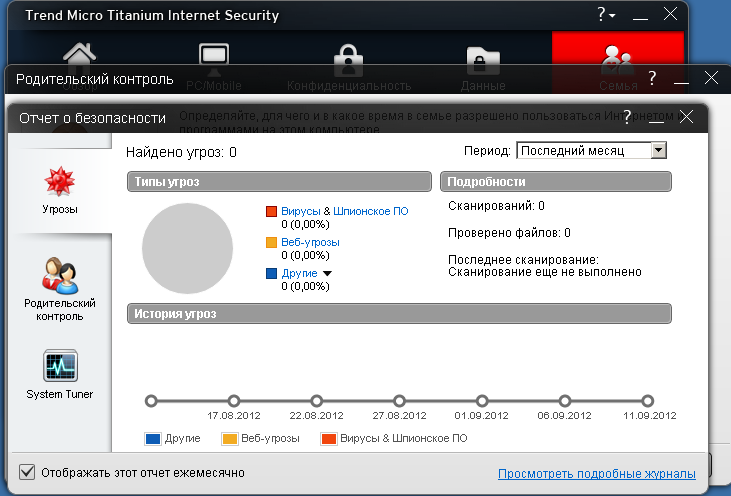 Trend Micro Titanium Internet Security
?
Обзор
PC/Mobile
Конфиденциальность
Данные
Семья
Родительский контроль
?
Определяйте, для чего и в какое время в семье разрешено пользоваться Интернетом и
программами на этом компьютере
Отчет о безопасности
?
Найдено угроз: 0
Период: Последний месяц
Угрозы
Родительский
контроль
System Tuner
Типы угроз
Вирусы & Шпионское ПО
0 (0,00%)
Веб-угрозы
0 (0,00%)
Другие
0 (0,00%)
Подробности
Сканирований: 0
Проверено файлов: 0
Последнее сканирование:
Сканирование еще не выполнено
История угроз
17.08.2012 22.08.2012 27.08.2012 01.09.2012 06.09.2012 11.09.2012
Другие Веб-угрозы Вирусы & Шпионское ПО
Отображать этот отчет ежемесячно
Просмотреть подробные журналы